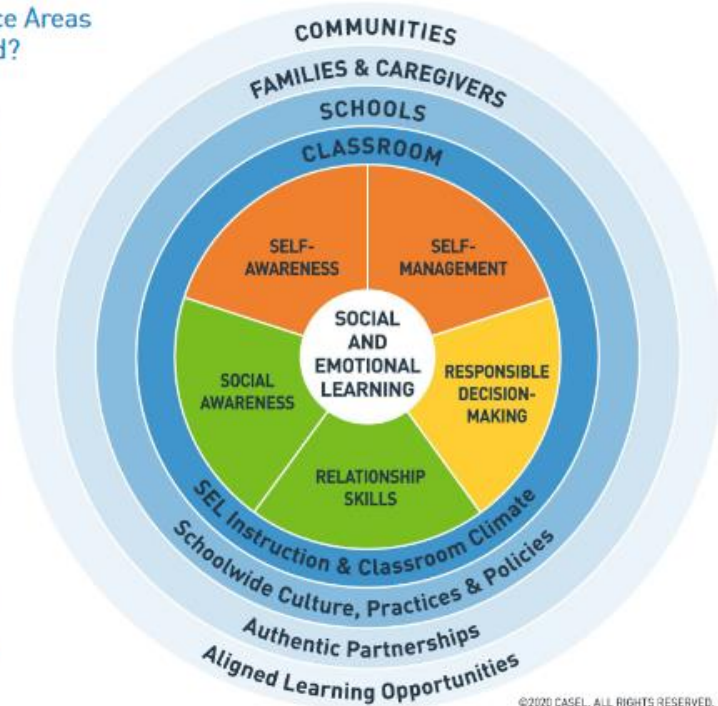 Areas
COMMUNITIES
FAMILIES & CAREGIVERS
SCHOOLS
CLASSROOM
SELF-
AWARENESS
SELF-
MANAGEMENT
SOCIAL
AND
EMOTIONAL
LEARNING
SOCIAL
AWARENESS
RESPONSIBLE
DECISION-
MAKING
RELATIONSHIP
SKILLS
SEL Instruction & Classroom Climate
Schoolwide Culture, Practices & Policies
Authentic Partnerships
Aligned Learning Opportunities
©2020 CASEL. ALL RIGHTS RESERVED.